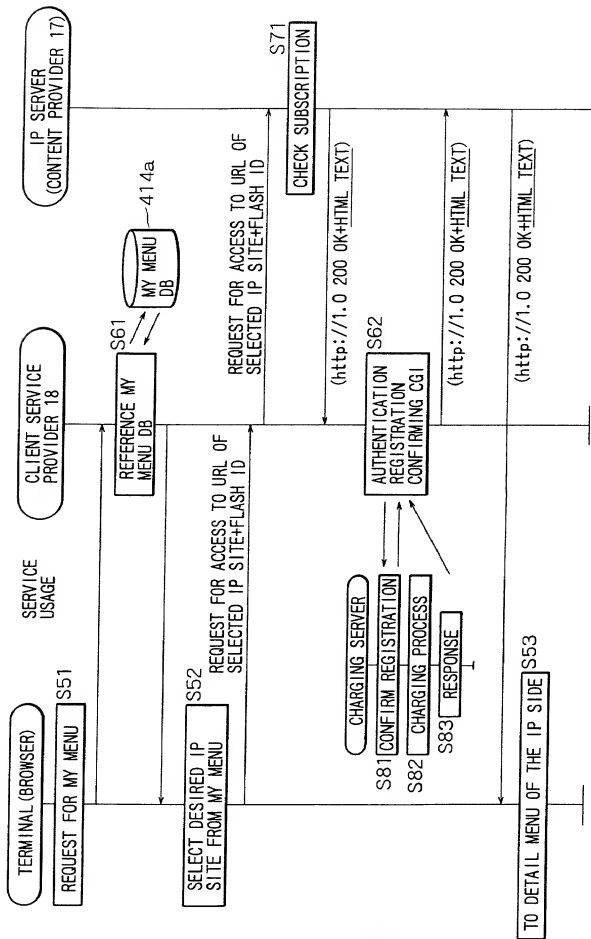 SERVICE
USAGE
TERMINAL (BROWSER)
CLIENT SERVICE
PROVIDER 18
IP SERVER
(CONTENT PROVIDER 17)
S51
REQUEST FOR MY MENU
S61
REFERENCE MY
MENU DB
MY MENU
DB
414a
S52
SELECT DESIRED IP
SITE FROM MY MENU
REQUEST FOR ACCESS TO URL OF
SELECTED IP SITE+FLASH ID
REQUEST FOR ACCESS TO URL OF
SELECTED IP SITE+FLASH ID
S71
CHECK SUBSCRIPTION
(http://1.0 200 OK+HTML TEXT)
S62
AUTHENTICATION
REGISTRATION
CONFIRMING CGI
CHARGING SERVER
S81
CONFIRM REGISTRATION
S82
CHARGING PROCESS
S83
RESPONSE
(http://1.0 200 OK+HTML TEXT)
(http://1.0 200 OK+HTML TEXT)
S53
TO DETAIL MENU OF THE IP SIDE